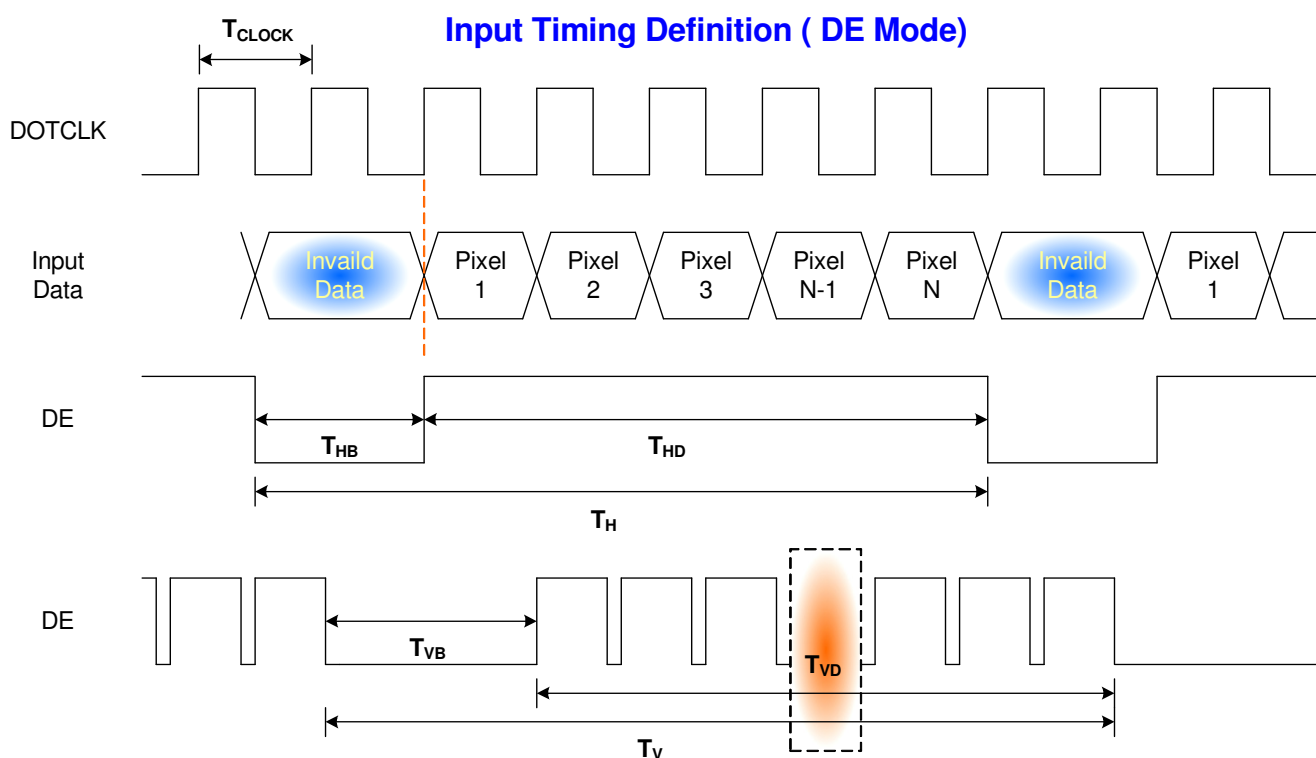 Input Timing Definition ( DE Mode)
TCLOCK
DOTCLK
Input
Data
Invaild
Data
Pixel
1
Pixel
2
Pixel
3
Pixel
N-1
Pixel
N
Invaild
Data
Pixel
1
DE
THB
THD
TH
DE
TVB
TVD
TV